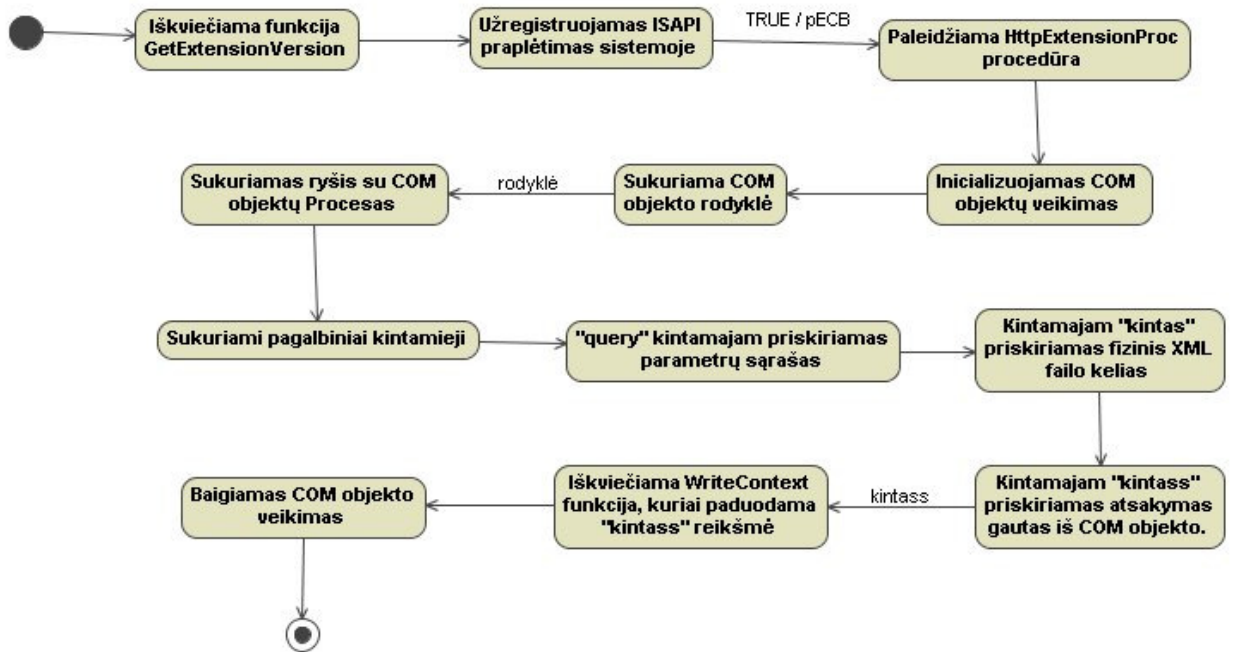 Iškviečiama funkcija
GetExtensionVersion
Užregistruojamas ISAPI
praplėtimas sistemoje
TRUE / pECB
Paleidžiama HttpExtensionProc
procedūra
Inicializuojamas COM
objektų veikimas
Sukuriama COM
objekto rodyklė
rodyklė
Sukuriamas ryšis su COM
objektų Procesas
Sukuriami pagalbiniai kintamieji
"query" kintamajam priskiriamas
parametrų sąrašas
Kintamajam "kintas"
priskiriamas fizinis XML
failo kelias
Kintamajam "kintass"
priskiriamas atsakymas
gautas iš COM objekto.
kintass
Iškviečiama WriteContext
funkcija, kuriai paduodama
"kintass" reikšmė
Baigiamas COM objekto
veikimas